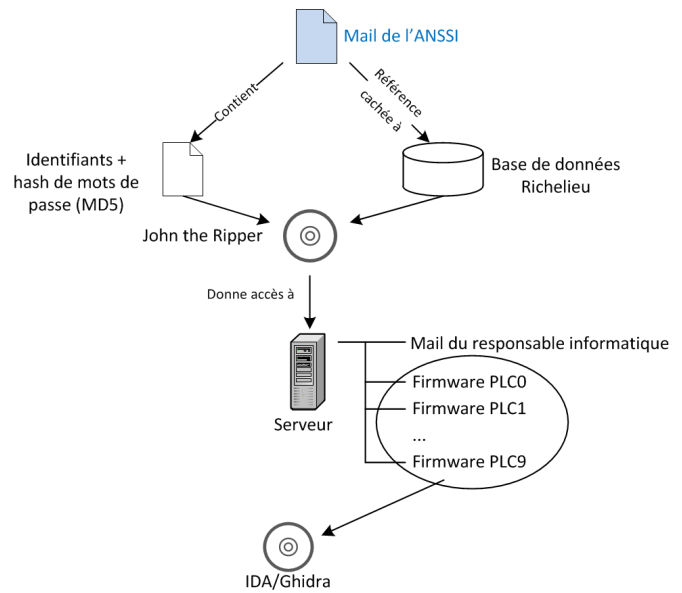 Mail de l'ANSSI
Contient
Référence
cachée à
Identifiants +
hash de mots de
passe (MD5)
Base de données
Richelieu
John the Ripper
Donne accès à
Serveur
Mail du responsable informatique
Firmware PLC0
Firmware PLC1
...
Firmware PLC9
IDA/Ghidra